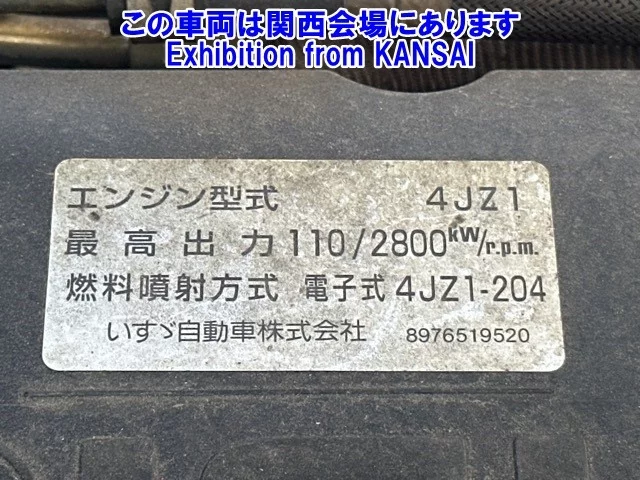 この車両は関西会場にあります
Exhibition from KANSAI
エンジン型式 4JZ1
最高出力 110/2800kW/r.p.m.
燃料噴射方式 電子式 4JZ1-204
いすゞ自動車株式会社 8976519520